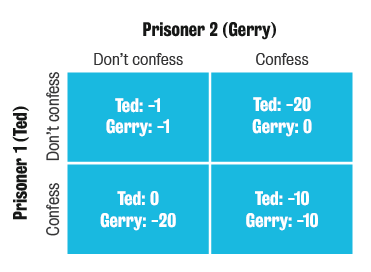 Prisoner 2 (Gerry)
Don't confess
Confess
Prisoner 1 (Ted)
Don't confess
Ted: -1
Gerry: -1
Ted: -20
Gerry: 0
Confess
Ted: 0
Gerry: -20
Ted: -10
Gerry: -10